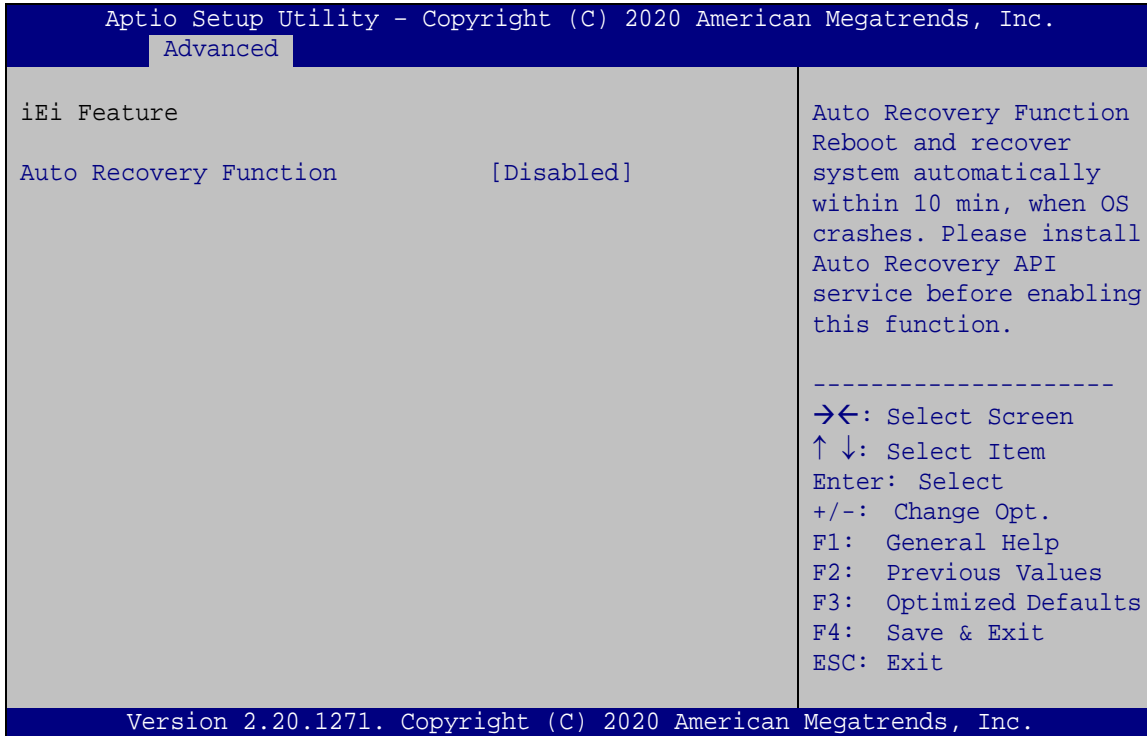 Aptio Setup Utility – Copyright (C) 2020 American Megatrends, Inc.
Advanced
iEi Feature
Auto Recovery Function [Disabled]
Auto Recovery Function
Reboot and recover
system automatically
within 10 min, when OS
crashes. Please install
Auto Recovery API
service before enabling
this function.
---------------------
→←: Select Screen
↑ ↓: Select Item
Enter: Select
+/-: Change Opt.
F1: General Help
F2: Previous Values
F3: Optimized Defaults
F4: Save & Exit
ESC: Exit
Version 2.20.1271. Copyright (C) 2020 American Megatrends, Inc.